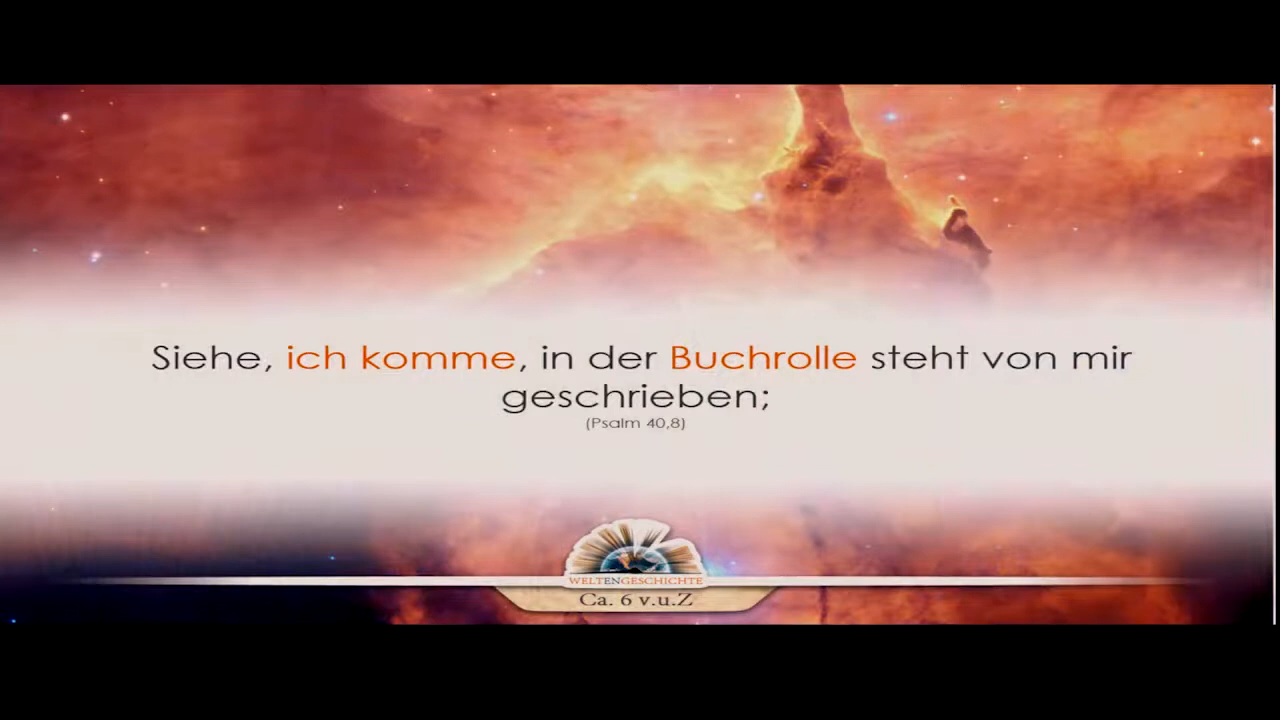 Siehe, ich komme, in der Buchrolle steht von mir
geschrieben;
(Psalm 40,8)
WELTENGESCHICHTE
Ca. 6 v.u.Z